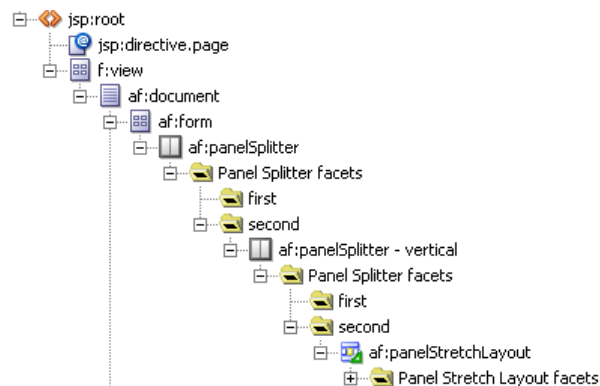 jsp:root
jsp:directive.page
f:view
af:document
af:form
af:panelSplitter
Panel Splitter facets
first
second
af:panelSplitter - vertical
Panel Splitter facets
first
second
af:panelStretchLayout
Panel Stretch Layout facets